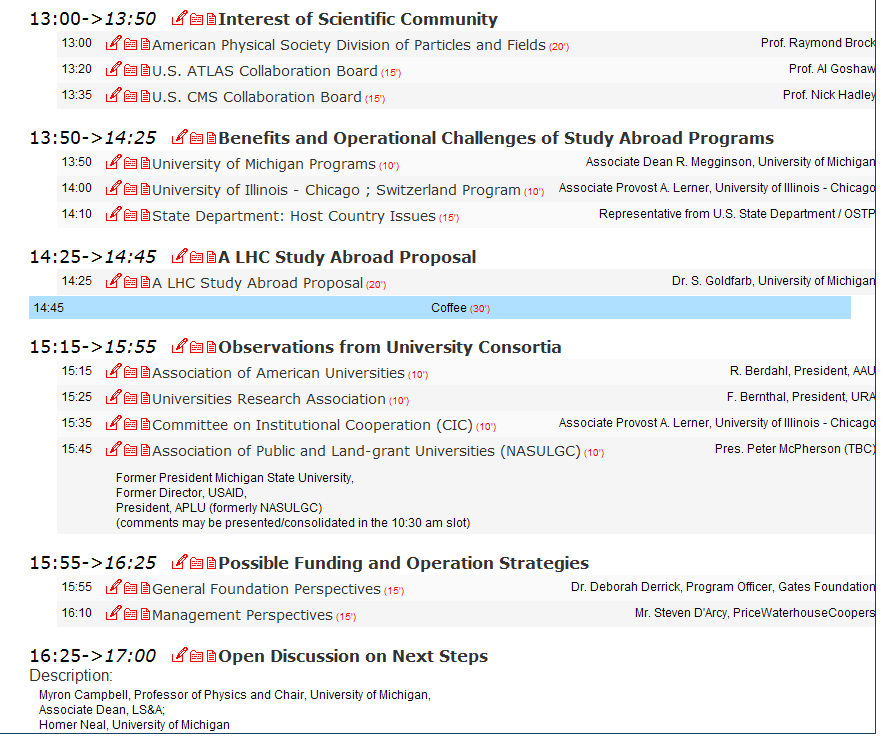 13:00->13:50 Interest of Scientific Community
13:00 American Physical Society Division of Particles and Fields (20') Prof. Raymond Brock
13:20 U.S. ATLAS Collaboration Board (15') Prof. Al Goshaw
13:35 U.S. CMS Collaboration Board (15') Prof. Nick Hadley
13:50->14:25 Benefits and Operational Challenges of Study Abroad Programs
13:50 University of Michigan Programs (10') Associate Dean R. Megginson, University of Michigan
14:00 University of Illinois - Chicago ; Switzerland Program (10') Associate Provost A. Lerner, University of Illinois - Chicago
14:10 State Department: Host Country Issues (15') Representative from U.S. State Department / OSTP
14:25->14:45 A LHC Study Abroad Proposal
14:25 A LHC Study Abroad Proposal (20') Dr. S. Goldfarb, University of Michigan
14:45 Coffee (30')
15:15->15:55 Observations from University Consortia
15:15 Association of American Universities (10') R. Berdahl, President, AAU
15:25 Universities Research Association (10') F. Bernthal, President, URA
15:35 Committee on Institutional Cooperation (CIC) (10') Associate Provost A. Lerner, University of Illinois - Chicago
15:45 Association of Public and Land-grant Universities (NASULGC) (10') Pres. Peter McPherson (TBC)
Former President Michigan State University,
Former Director, USAID,
President, APLU (formerly NASULGC)
(comments may be presented/consolidated in the 10:30 am slot)
15:55->16:25 Possible Funding and Operation Strategies
15:55 General Foundation Perspectives (15') Dr. Deborah Derrick, Program Officer, Gates Foundation
16:10 Management Perspectives (15') Mr. Steven D'Arcy, PriceWaterhouseCoopers
16:25->17:00 Open Discussion on Next Steps
Description:
Myron Campbell, Professor of Physics and Chair, University of Michigan,
Associate Dean, LS&A;
Homer Neal, University of Michigan